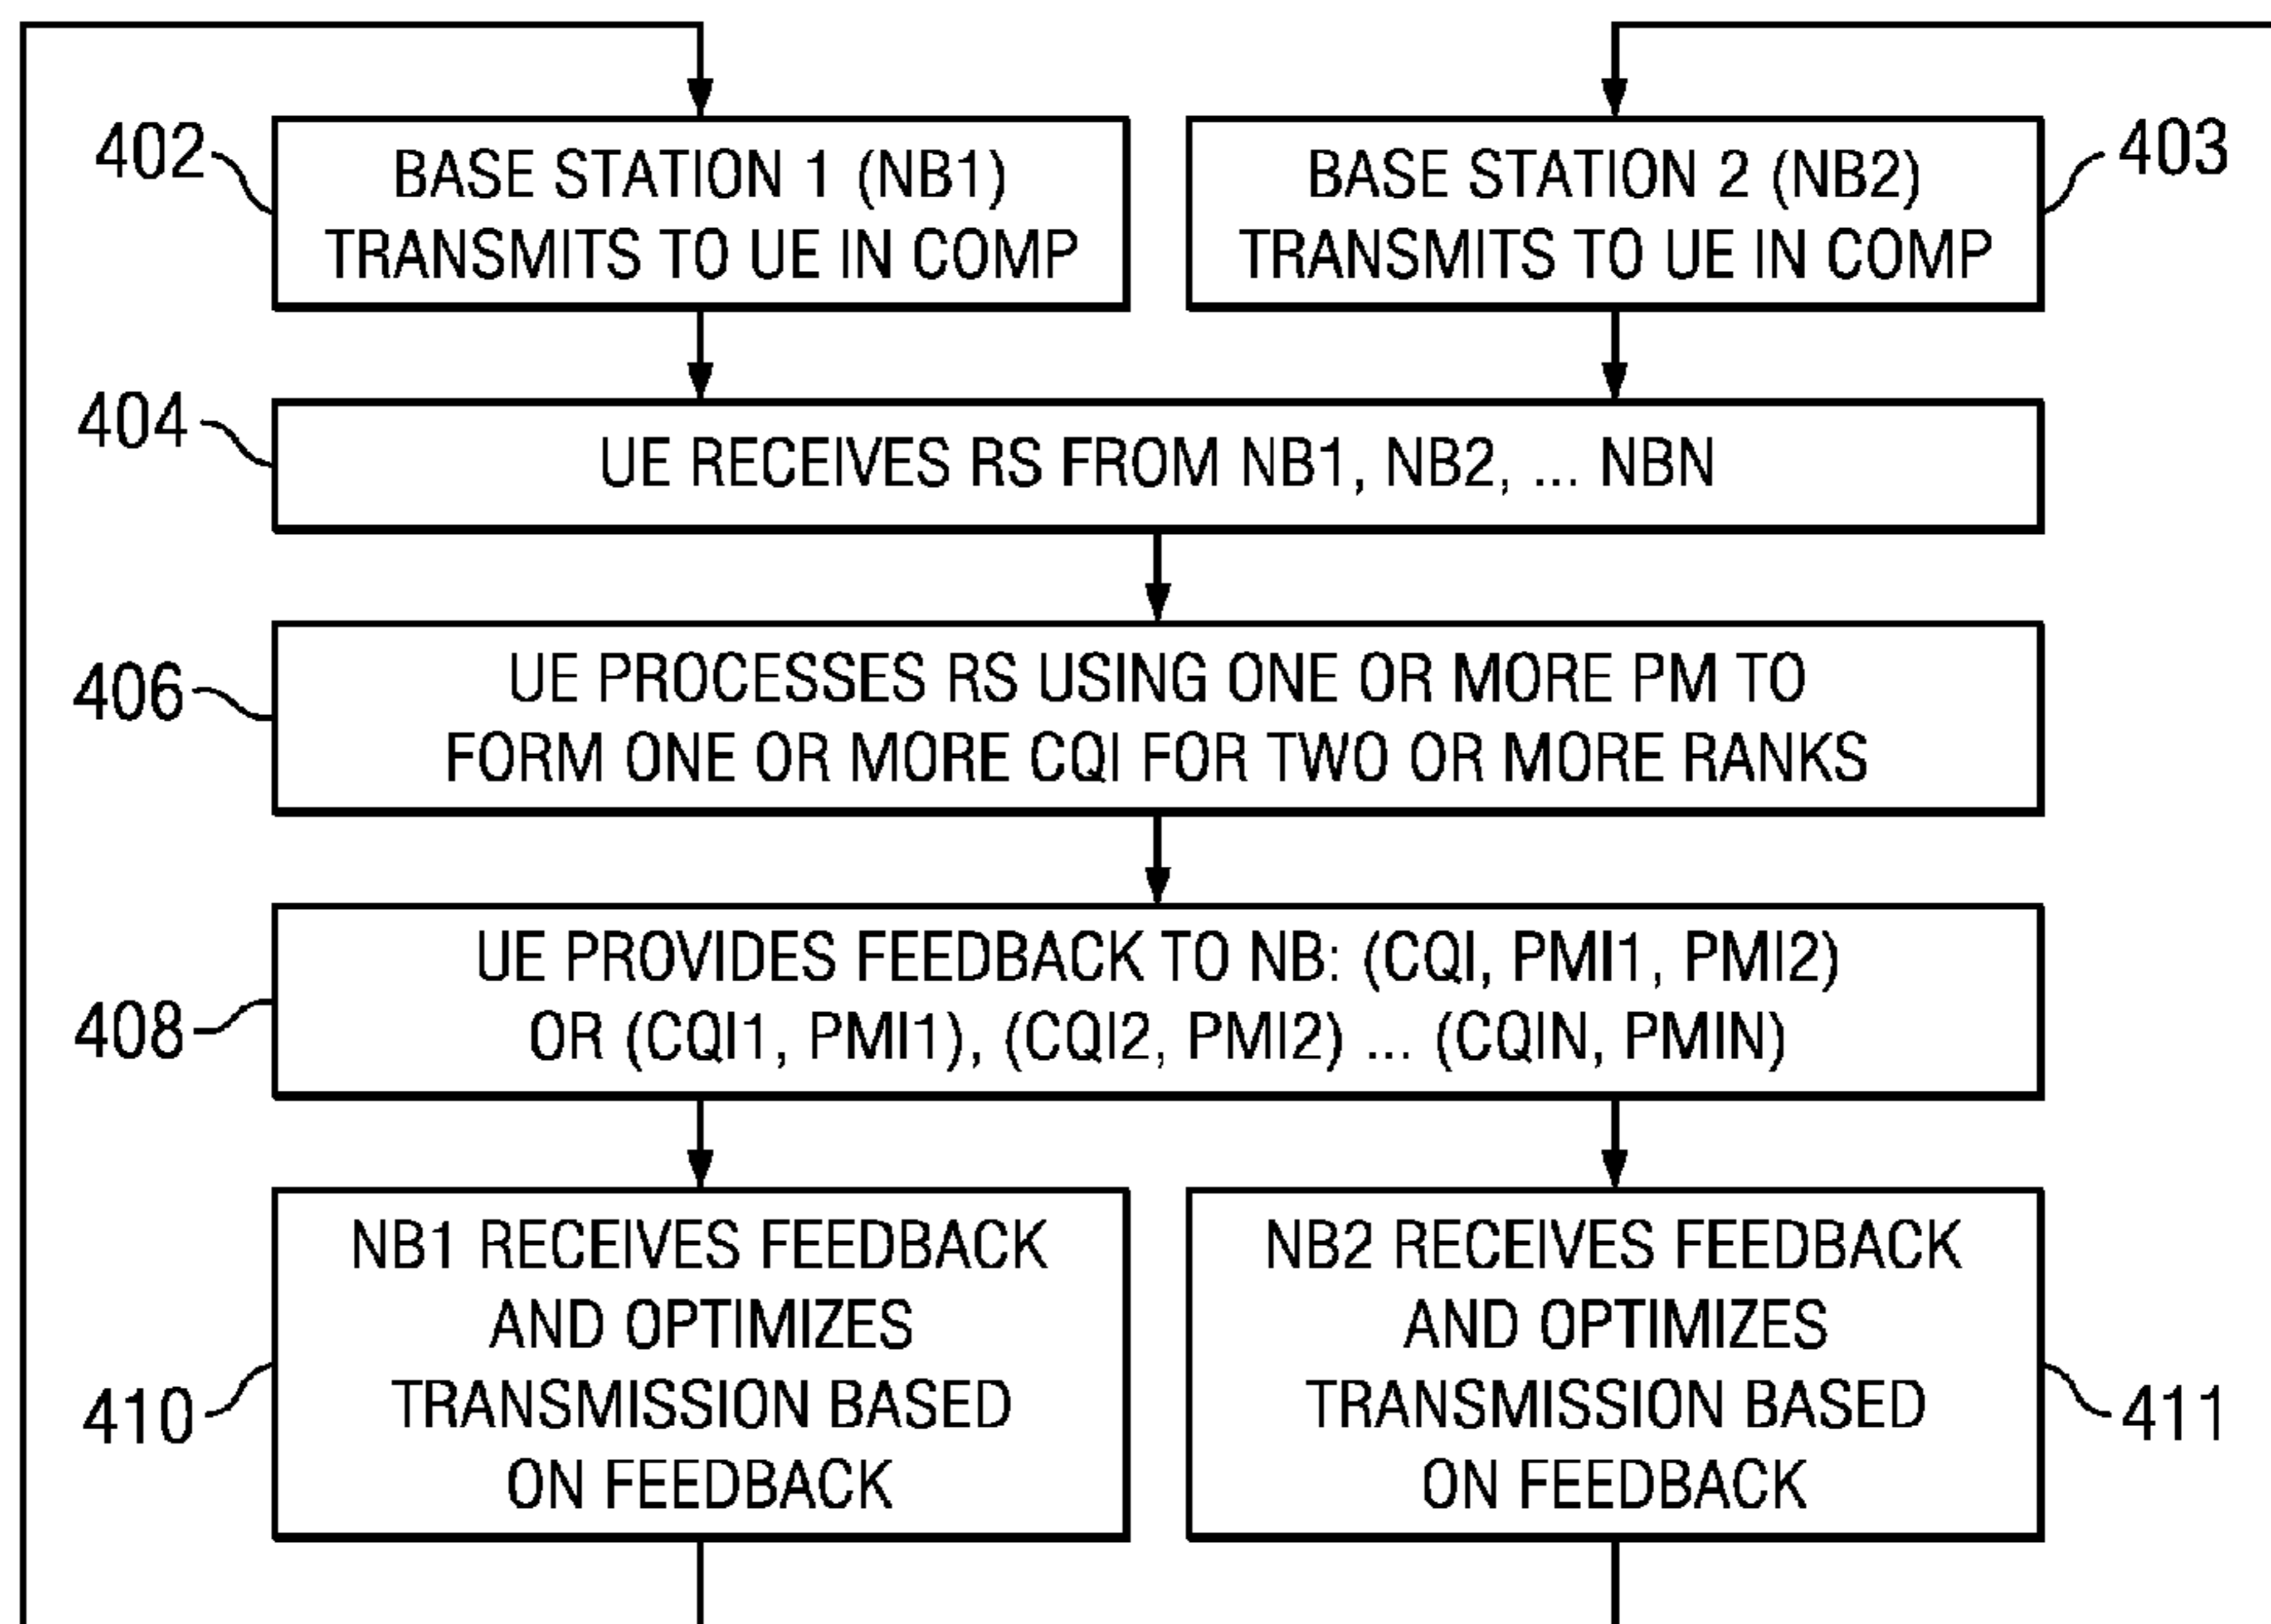 402
BASE STATION 1 (NB1)
TRANSMITS TO UE IN COMP
BASE STATION 2 (NB2)
TRANSMITS TO UE IN COMP
403
404
UE RECEIVES RS FROM NB1, NB2, ... NBN
406
UE PROCESSES RS USING ONE OR MORE PM TO
FORM ONE OR MORE CQI FOR TWO OR MORE RANKS
408
UE PROVIDES FEEDBACK TO NB: (CQI, PMI1, PMI2)
OR (CQI1, PMI1), (CQI2, PMI2) ... (CQIN, PMIN)
410
NB1 RECEIVES FEEDBACK
AND OPTIMIZES
TRANSMISSION BASED
ON FEEDBACK
NB2 RECEIVES FEEDBACK
AND OPTIMIZES
TRANSMISSION BASED
ON FEEDBACK
411